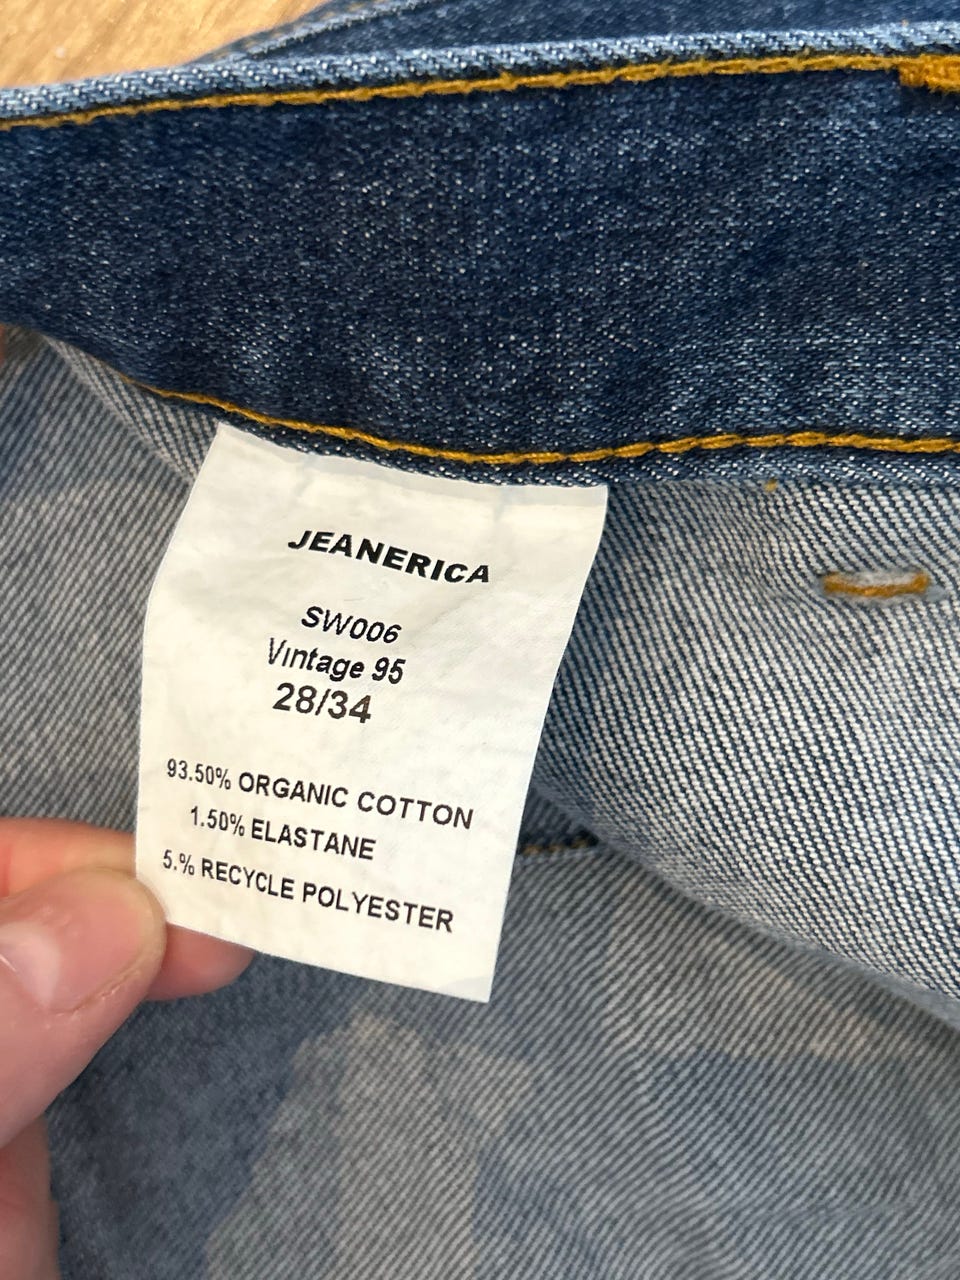 JEANERICA
SW006
Vintage 95
28/34
93.50% ORGANIC COTTON
1.50% ELASTANE
5.% RECYCLE POLYESTER